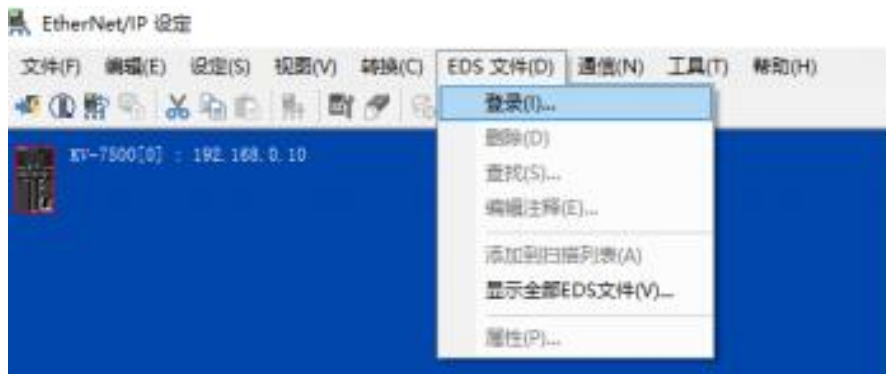 EtherNet/IP 设定
文件(F) 编辑(E) 设定(S) 视图(V) 转换(C) EDS 文件(D) 通信(N) 工具(T) 帮助(H)
登录(I)...
删除(D)
查找(S)...
编辑注释(E)...
添加到扫描列表(A)
显示全部EDS文件(V)...
属性(P)...
KV-7500[0] : 192.168.0.10